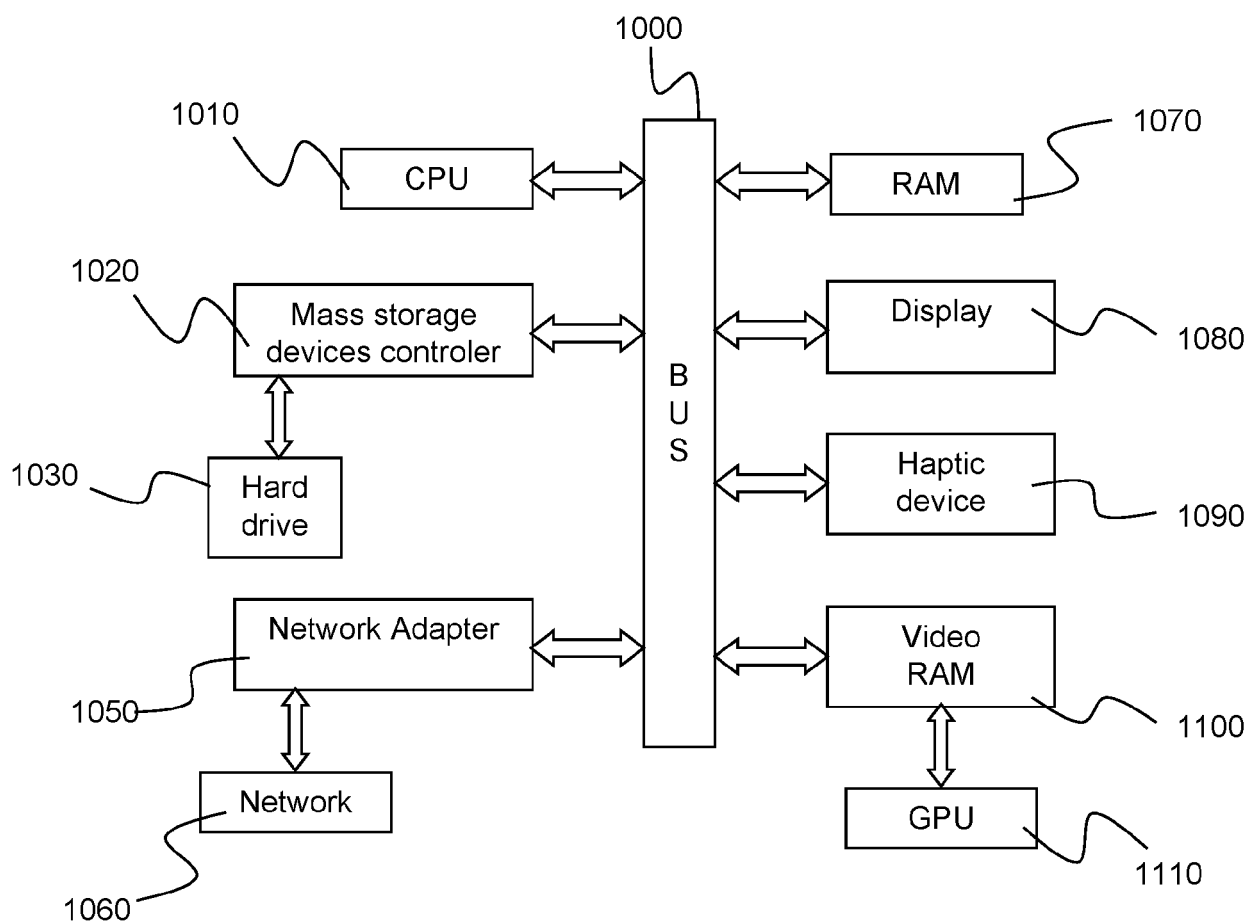 1000
1010
CPU
RAM
1070
1020
Mass storage
devices controler
Display
1080
B
U
S
1030
Hard
drive
Haptic
device
1090
Network Adapter
1050
Video
RAM
1100
Network
1060
GPU
1110